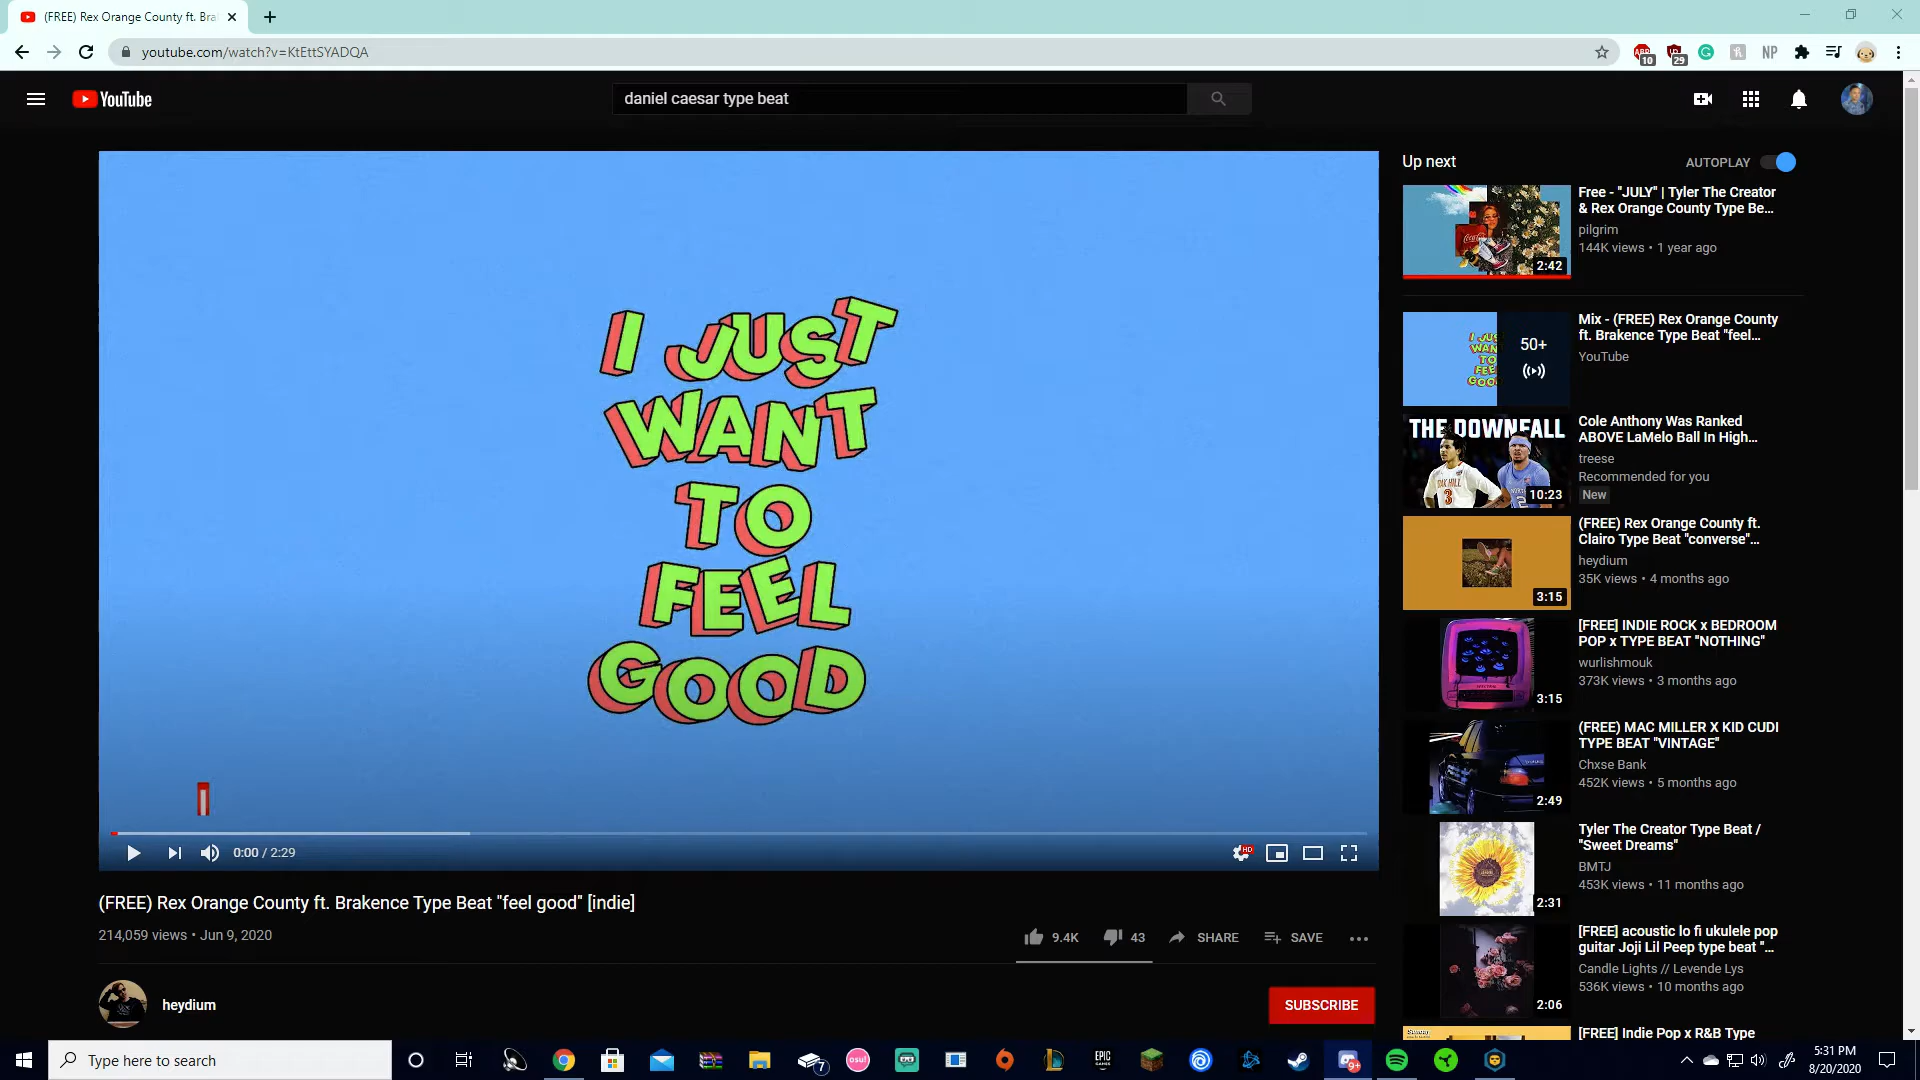 (FREE) Rex Orange County ft. Bra
youtube.com/watch?v=KtEttSYADQA
10
29
NP
YouTube
daniel caesar type beat
I JUST
WANT
TO
FEEL
GOOD
0:00 / 2:29
HD
(FREE) Rex Orange County ft. Brakence Type Beat "feel good" [indie]
214,059 views • Jun 9, 2020
9.4K
43
SHARE
SAVE
heydium
SUBSCRIBE
Up next
AUTOPLAY
2:42
Free - "JULY" | Tyler The Creator
& Rex Orange County Type Be...
pilgrim
144K views • 1 year ago
50+
Mix - (FREE) Rex Orange County
ft. Brakence Type Beat "feel...
YouTube
THE DOWNFALL
10:23
Cole Anthony Was Ranked
ABOVE LaMelo Ball In High...
treese
Recommended for you
New
3:15
(FREE) Rex Orange County ft.
Clairo Type Beat "converse"...
heydium
35K views • 4 months ago
3:15
[FREE] INDIE ROCK x BEDROOM
POP x TYPE BEAT "NOTHING"
wurlishmouk
373K views • 3 months ago
2:49
(FREE) MAC MILLER X KID CUDI
TYPE BEAT "VINTAGE"
Chxse Bank
452K views • 5 months ago
2:31
Tyler The Creator Type Beat /
"Sweet Dreams"
BMTJ
453K views • 11 months ago
2:06
[FREE] acoustic lo fi ukulele pop
guitar Joji Lil Peep type beat "...
Candle Lights // Levende Lys
536K views • 10 months ago
[FREE] Indie Pop x R&B Type
Type here to search
7
osu!
EPIC
GAMES
9+
5:31 PM
8/20/2020